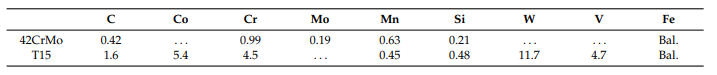 C Co Cr Mo Mn Si W V Fe
42CrMo 0.42 ... 0.99 0.19 0.63 0.21 ... ... Bal.
T15 1.6 5.4 4.5 ... 0.45 0.48 11.7 4.7 Bal.